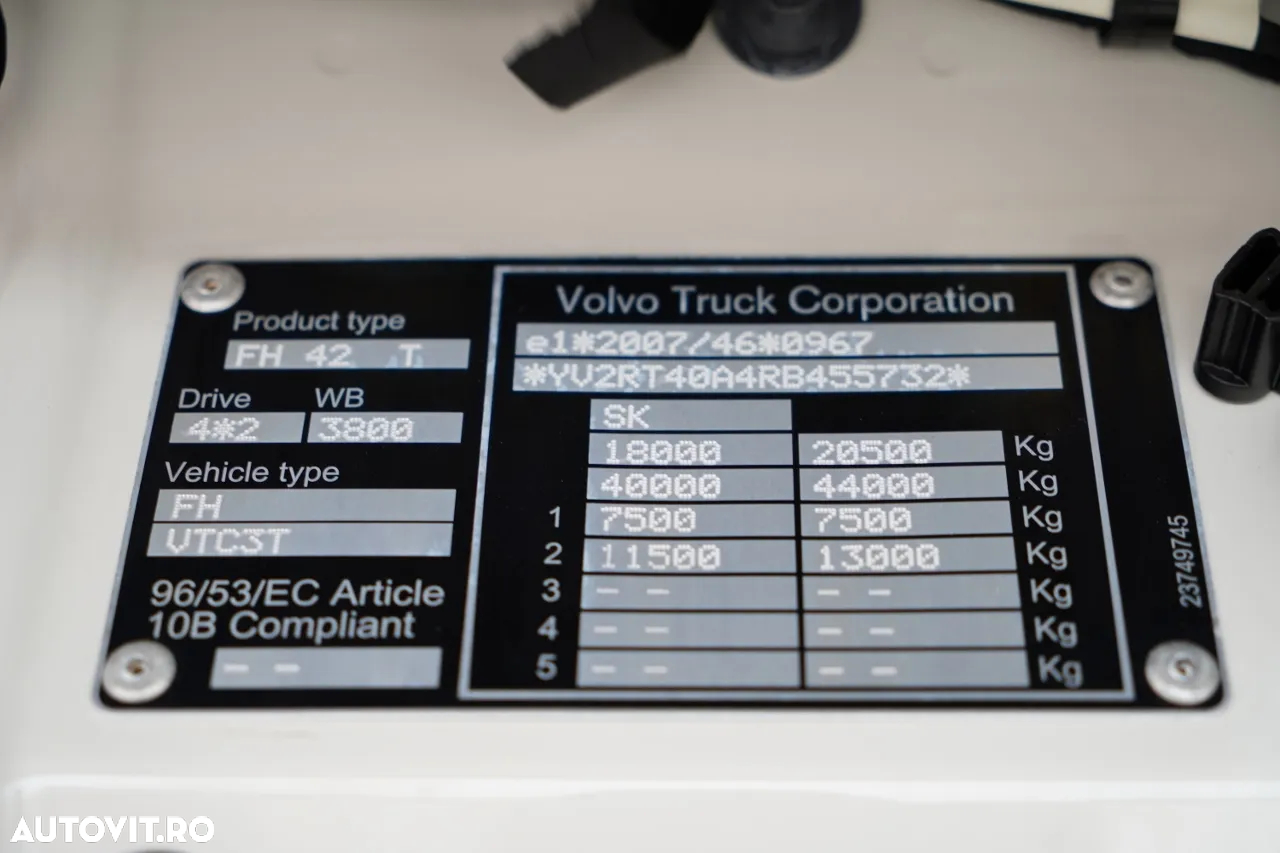 Product type
FH 42 T
Drive WB
4*2 3800
Vehicle type
FH
VTC3T
96/53/EC Article
10B Compliant
- -
Volvo Truck Corporation
e1*2007/46*0967
*YV2RT40A4RB455732*
SK
18000 20500 Kg
40000 44000 Kg
1 7500 7500 Kg
2 11500 13000 Kg
3 - - - - Kg
4 - - - - Kg
5 - - - - Kg
23749745
AUTOVIT.RO